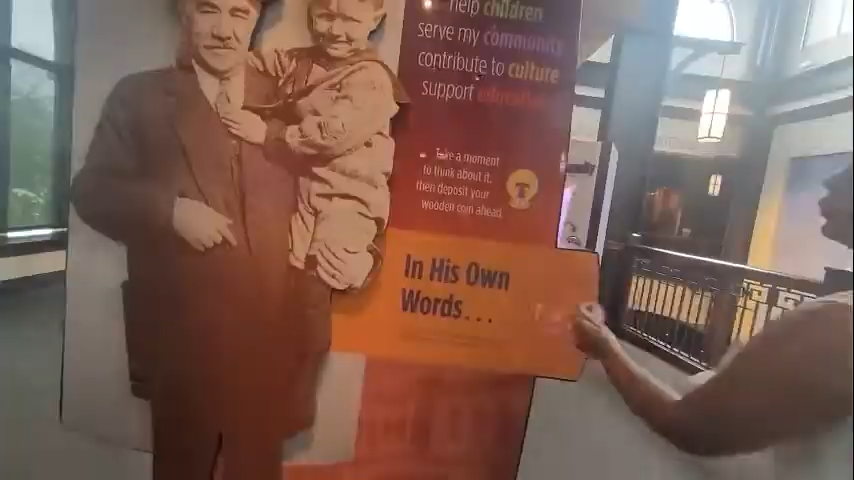 help children
serve my community
contribute to culture
support education
Take a moment
to think about it,
then deposit your
wooden coin ahead.
In His Own
Words...